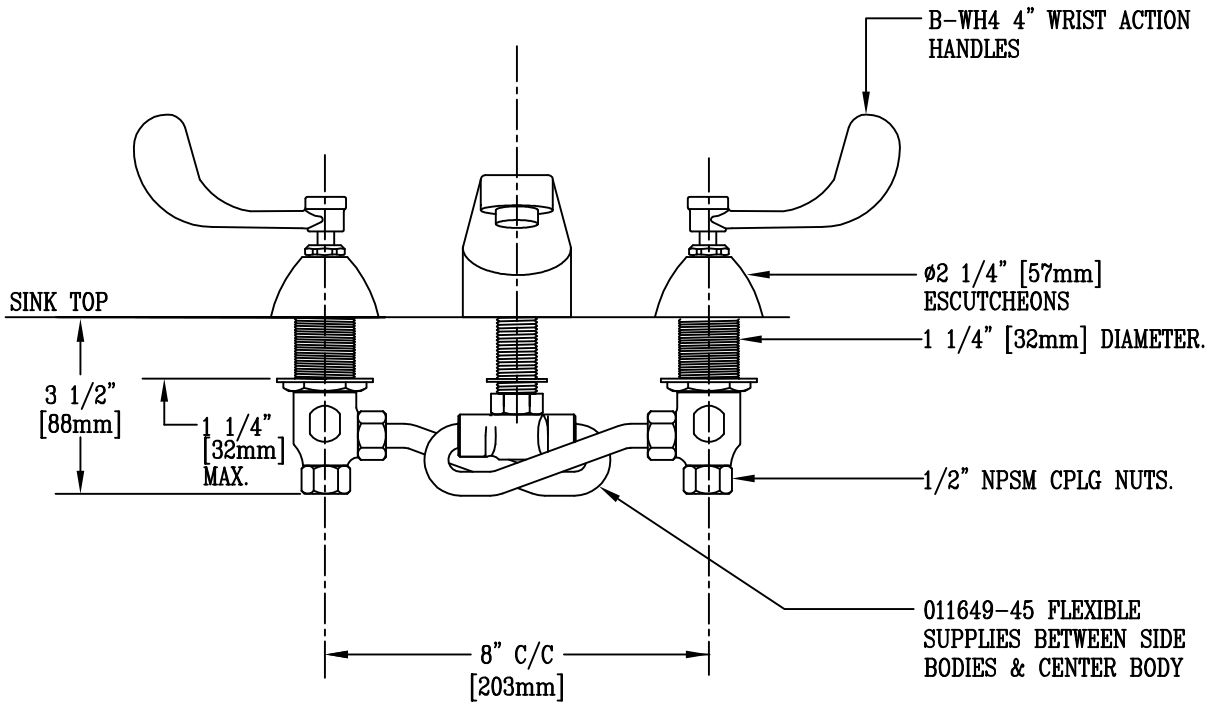 B-WH4 4" WRIST ACTION
HANDLES
ø2 1/4" [57mm]
ESCUTCHEONS
SINK TOP
1 1/4" [32mm] DIAMETER.
3 1/2"
[88mm]
1 1/4"
[32mm]
MAX.
1/2" NPSM CPLG NUTS.
011649-45 FLEXIBLE
SUPPLIES BETWEEN SIDE
BODIES & CENTER BODY
8" C/C
[203mm]